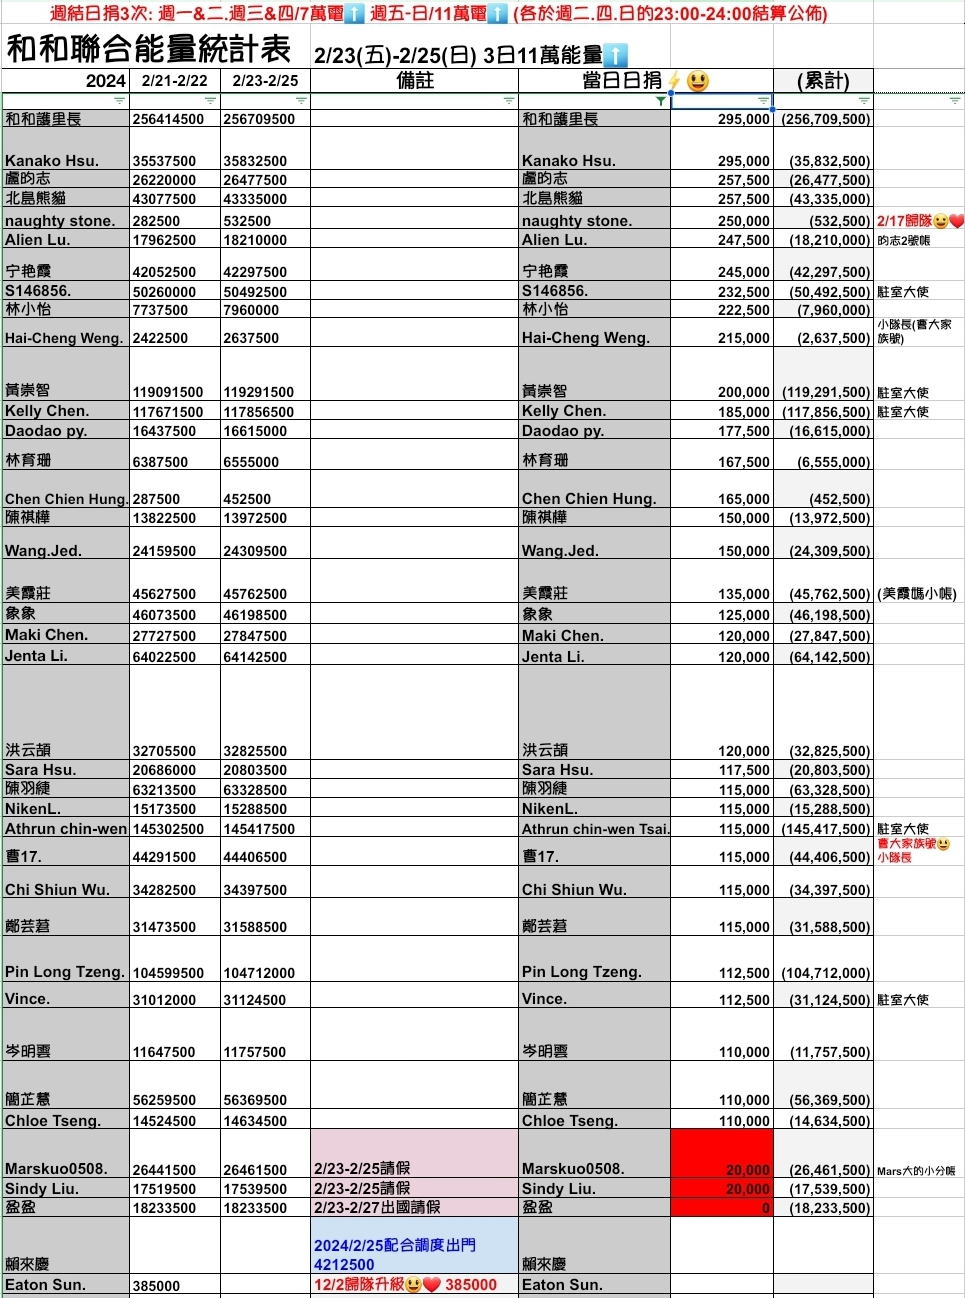 週結日捐3次: 週一&二.週三&四/7萬電⬆️ 週五-日/11萬電⬆️ (各於週二.四.日的23:00-24:00結算公佈)
和和聯合能量統計表 2/23(五)-2/25(日) 3日11萬能量⬆️
2024 2/21-2/22 2/23-2/25 備註 當日日捐⚡😃 (累計)
和和護里長 256414500 256709500 和和護里長 295,000 (256,709,500)
Kanako Hsu. 35537500 35832500 Kanako Hsu. 295,000 (35,832,500)
盧昀志 26220000 26477500 盧昀志 257,500 (26,477,500)
北島熊貓 43077500 43335000 北島熊貓 257,500 (43,335,000)
naughty stone. 282500 532500 naughty stone. 250,000 (532,500) 2/17歸隊😃❤️
Alien Lu. 17962500 18210000 Alien Lu. 247,500 (18,210,000) 昀志2號帳
宁艳霞 42052500 42297500 宁艳霞 245,000 (42,297,500)
S146856. 50260000 50492500 S146856. 232,500 (50,492,500) 駐室大使
林小怡 7737500 7960000 林小怡 222,500 (7,960,000)
Hai-Cheng Weng. 2422500 2637500 Hai-Cheng Weng. 215,000 (2,637,500) 小隊長(曹大家
族號)
黃崇智 119091500 119291500 黃崇智 200,000 (119,291,500) 駐室大使
Kelly Chen. 117671500 117856500 Kelly Chen. 185,000 (117,856,500) 駐室大使
Daodao py. 16437500 16615000 Daodao py. 177,500 (16,615,000)
林育珊 6387500 6555000 林育珊 167,500 (6,555,000)
Chen Chien Hung. 287500 452500 Chen Chien Hung. 165,000 (452,500)
陳祺樺 13822500 13972500 陳祺樺 150,000 (13,972,500)
Wang.Jed. 24159500 24309500 Wang.Jed. 150,000 (24,309,500)
美霞莊 45627500 45762500 美霞莊 135,000 (45,762,500) (美霞媽小帳)
象象 46073500 46198500 象象 125,000 (46,198,500)
Maki Chen. 27727500 27847500 Maki Chen. 120,000 (27,847,500)
Jenta Li. 64022500 64142500 Jenta Li. 120,000 (64,142,500)
洪云頡 32705500 32825500 洪云頡 120,000 (32,825,500)
Sara Hsu. 20686000 20803500 Sara Hsu. 117,500 (20,803,500)
陳羽緁 63213500 63328500 陳羽緁 115,000 (63,328,500)
NikenL. 15173500 15288500 NikenL. 115,000 (15,288,500)
Athrun chin-wen 145302500 145417500 Athrun chin-wen Tsai. 115,000 (145,417,500) 駐室大使
曹17. 44291500 44406500 曹17. 115,000 (44,406,500) 曹大家族號😃
小隊長
Chi Shiun Wu. 34282500 34397500 Chi Shiun Wu. 115,000 (34,397,500)
鄭芸莙 31473500 31588500 鄭芸莙 115,000 (31,588,500)
Pin Long Tzeng. 104599500 104712000 Pin Long Tzeng. 112,500 (104,712,000)
Vince. 31012000 31124500 Vince. 112,500 (31,124,500) 駐室大使
岑明雲 11647500 11757500 岑明雲 110,000 (11,757,500)
簡芷慧 56259500 56369500 簡芷慧 110,000 (56,369,500)
Chloe Tseng. 14524500 14634500 Chloe Tseng. 110,000 (14,634,500)
Marskuo0508. 26441500 26461500 2/23-2/25請假 Marskuo0508. 20,000 (26,461,500) Mars大的小分帳
Sindy Liu. 17519500 17539500 2/23-2/25請假 Sindy Liu. 20,000 (17,539,500)
盈盈 18233500 18233500 2/23-2/27出國請假 盈盈 0 (18,233,500)
賴來慶 2024/2/25配合調度出門
4212500 賴來慶
Eaton Sun. 385000 12/2歸隊升級😃❤️ 385000 Eaton Sun.